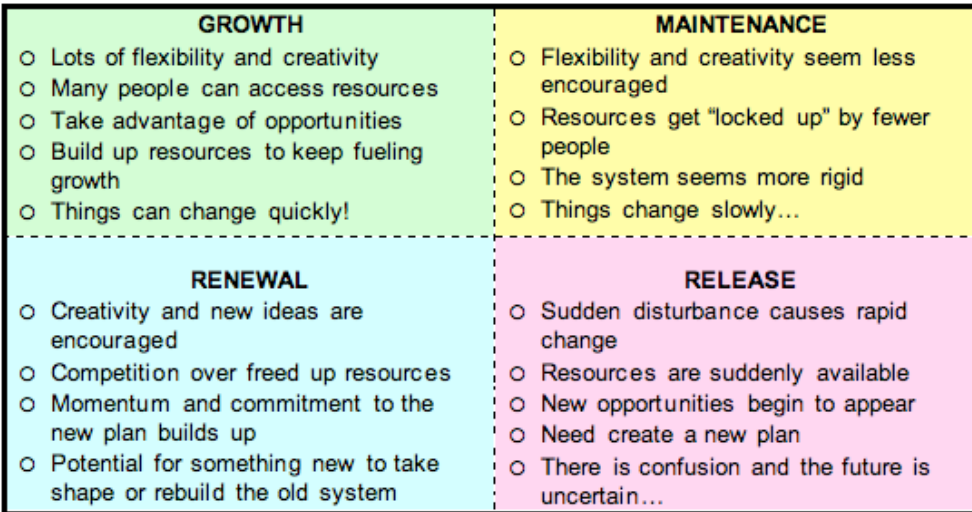 GROWTH
○ Lots of flexibility and creativity
○ Many people can access resources
○ Take advantage of opportunities
○ Build up resources to keep fueling
growth
○ Things can change quickly!
MAINTENANCE
○ Flexibility and creativity seem less
encouraged
○ Resources get “locked up” by fewer
people
○ The system seems more rigid
○ Things change slowly…
RENEWAL
○ Creativity and new ideas are
encouraged
○ Competition over freed up resources
○ Momentum and commitment to the
new plan builds up
○ Potential for something new to take
shape or rebuild the old system
RELEASE
○ Sudden disturbance causes rapid
change
○ Resources are suddenly available
○ New opportunities begin to appear
○ Need create a new plan
○ There is confusion and the future is
uncertain…